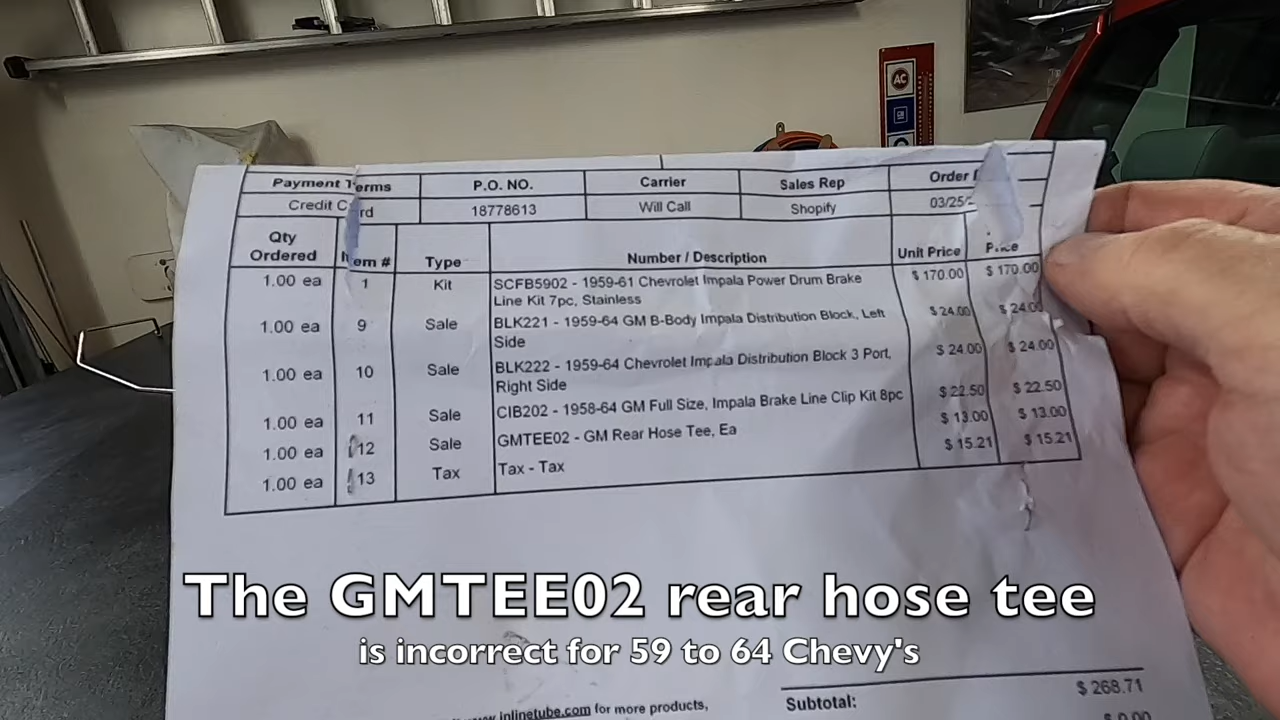 AC
GM
Payment Terms P.O. NO. Carrier Sales Rep Order
Credit Card 18778613 Will Call Shopify 03/25/
Qty Ordered Item # Type Number / Description Unit Price Price
1.00 ea 1 Kit SCFB5902 - 1959-61 Chevrolet Impala Power Drum Brake $ 170.00 $ 170.00
Line Kit 7pc, Stainless
1.00 ea 9 Sale BLK221 - 1959-64 GM B-Body Impala Distribution Block, Left $ 24.00 $ 24.00
Side
1.00 ea 10 Sale BLK222 - 1959-64 Chevrolet Impala Distribution Block 3 Port, $ 24.00 $ 24.00
Right Side
1.00 ea 11 Sale CIB202 - 1958-64 GM Full Size, Impala Brake Line Clip Kit 8pc $ 22.50 $ 22.50
1.00 ea 12 Sale GMTEE02 - GM Rear Hose Tee, Ea $ 13.00 $ 13.00
1.00 ea 13 Tax Tax - Tax $ 15.21 $ 15.21
The GMTEE02 rear hose tee
is incorrect for 59 to 64 Chevy's
inlinetube.com for more products,
Subtotal: $ 268.71
$ 0.00